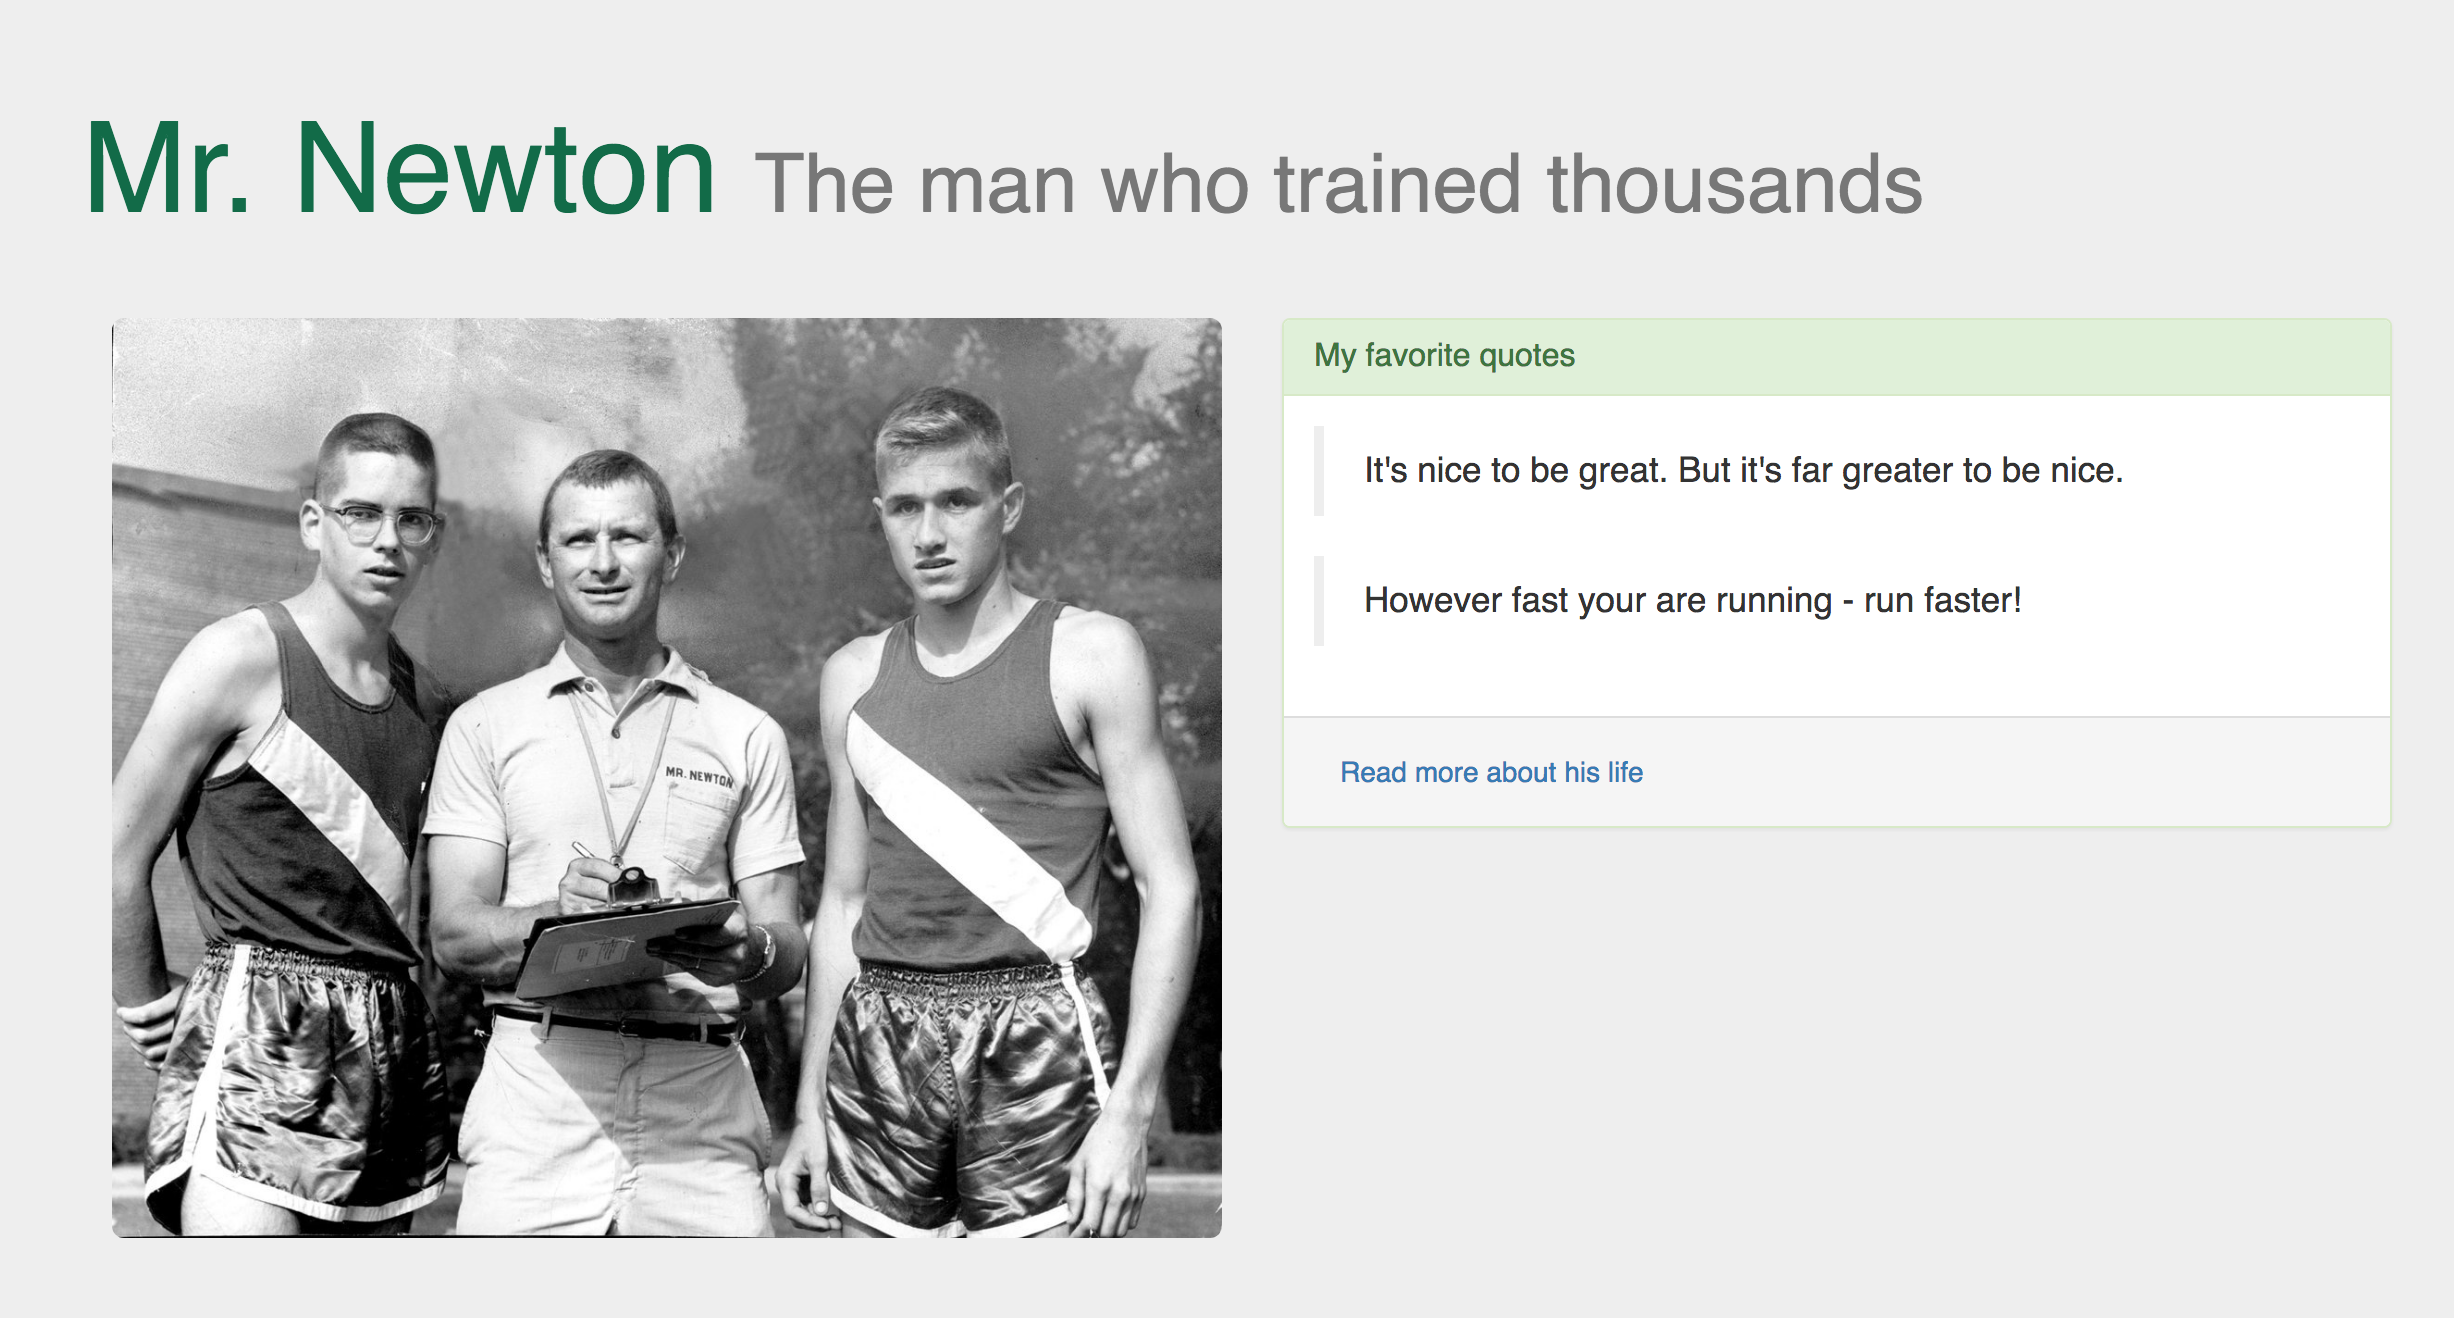 Mr. Newton The man who trained thousands
MR. NEWTON
My favorite quotes
It's nice to be great. But it's far greater to be nice.
However fast your are running - run faster!
Read more about his life